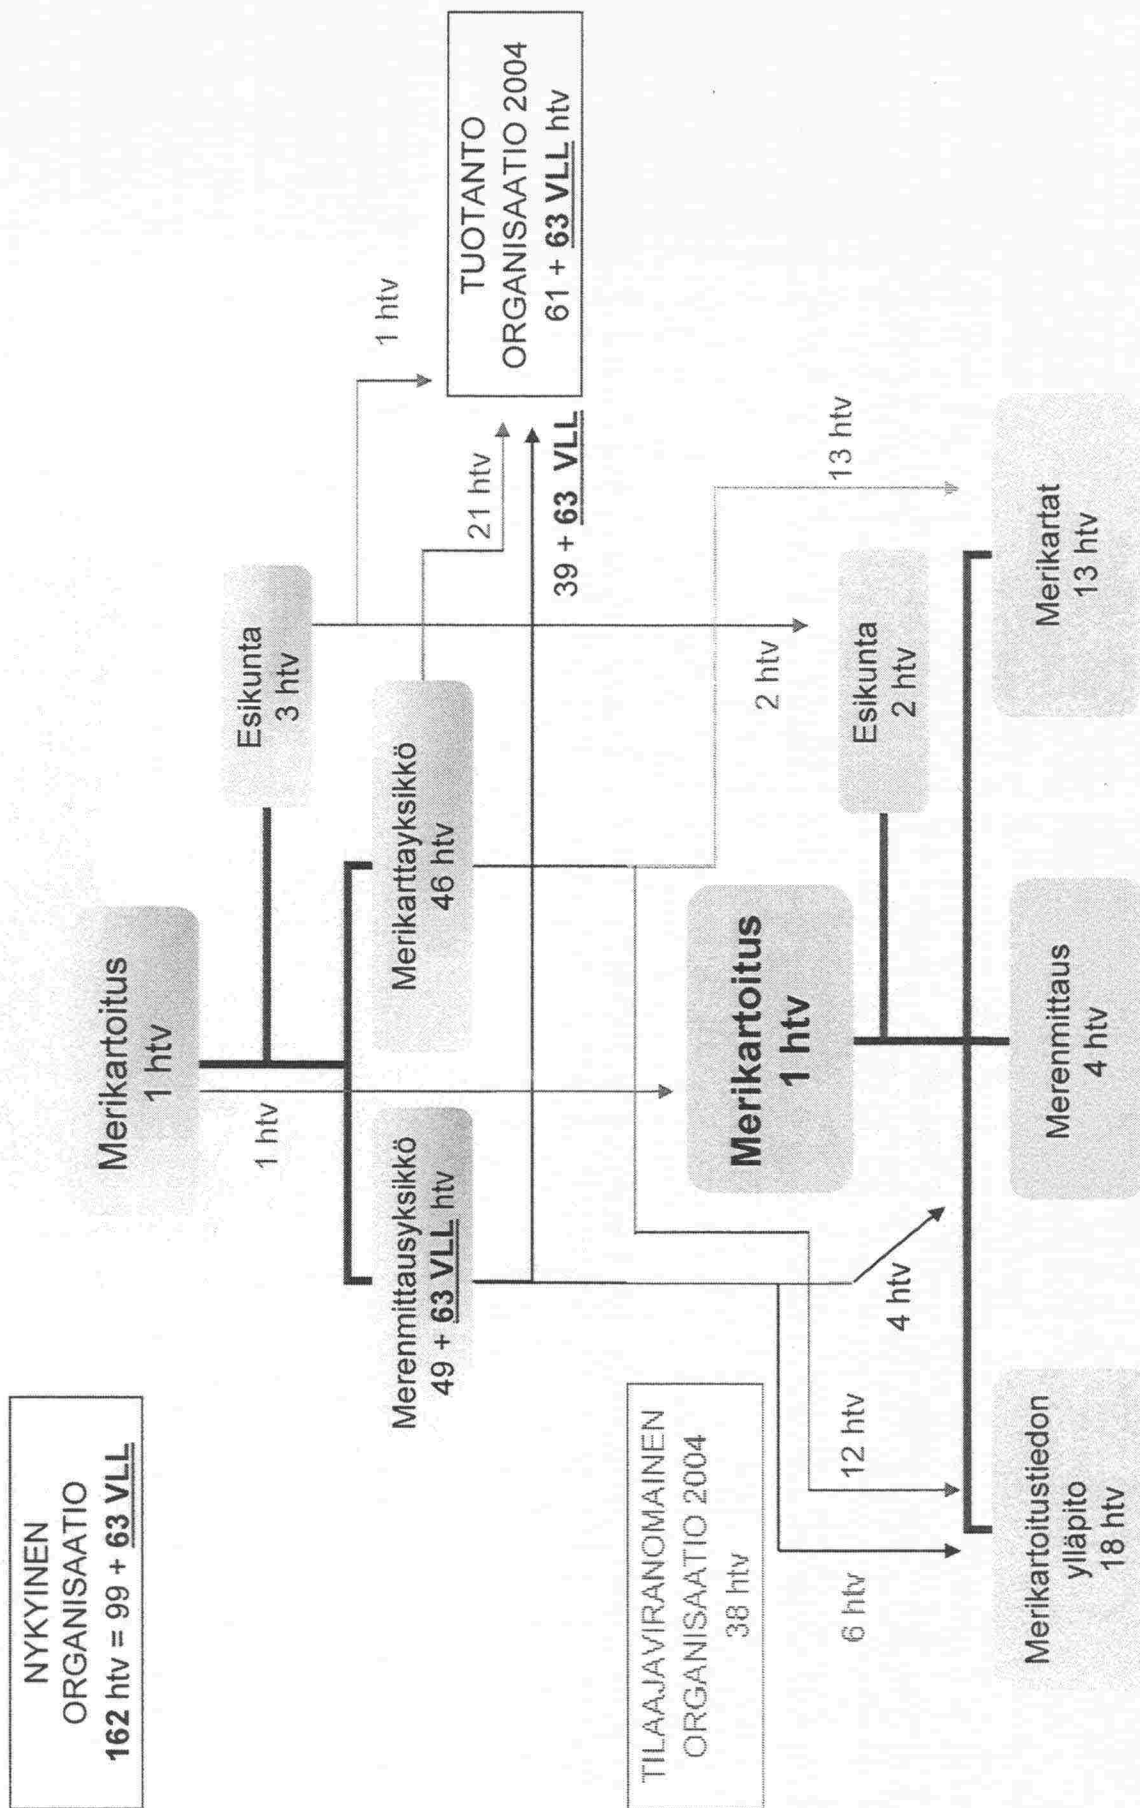 NYKYINEN
ORGANISAATIO
162 htv = 99 + 63 VLL
Merikartoitus
1 htv
Esikunta
3 htv
1 htv
1 htv
Merenmittausyksikkö
49 + 63 VLL htv
Merikarttayksikkö
46 htv
21 htv
TUOTANTO
ORGANISAATIO 2004
61 + 63 VLL htv
39 + 63 VLL
TILAAJAVIRANOMAINEN
ORGANISAATIO 2004
38 htv
Merikartoitus
1 htv
2 htv
Esikunta
2 htv
13 htv
6 htv
12 htv
4 htv
Merikartoitustiedon
ylläpito
18 htv
Merenmittaus
4 htv
Merikartat
13 htv